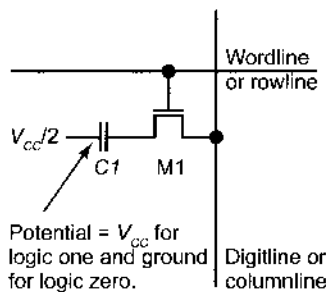 Wordline
or rowline
V_CC/2
C1
M1
Potential = V_CC for
logic one and ground
for logic zero.
Digitline or
columnline